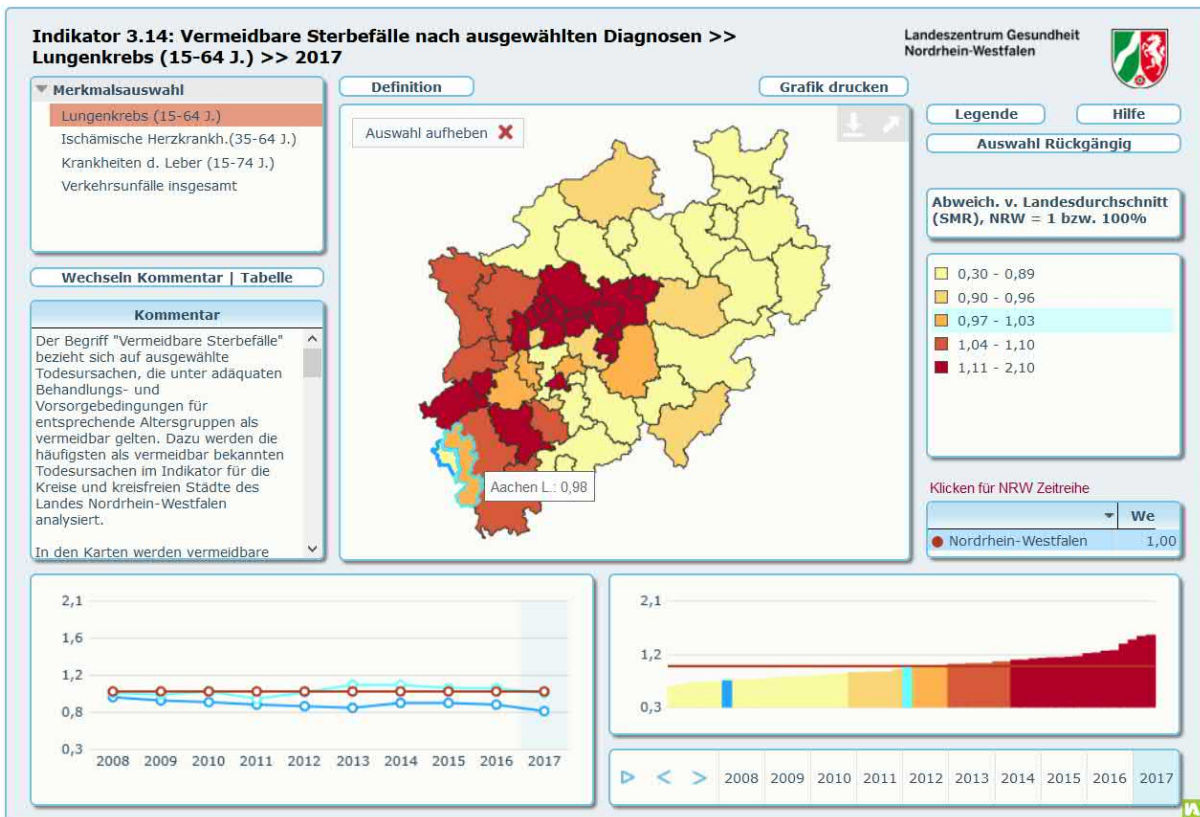 Indikator 3.14: Vermeidbare Sterbefälle nach ausgewählten Diagnosen >>
Lungenkrebs (15-64 J.) >> 2017
Landeszentrum Gesundheit
Nordrhein-Westfalen
Merkmalsauswahl
Lungenkrebs (15-64 J.)
Ischämische Herzkrankh.(35-64 J.)
Krankheiten d. Leber (15-74 J.)
Verkehrsunfälle insgesamt
Wechseln Kommentar | Tabelle
Kommentar
Der Begriff "Vermeidbare Sterbefälle"
bezieht sich auf ausgewählte
Todesursachen, die unter adäquaten
Behandlungs- und
Vorsorgebedingungen für
entsprechende Altersgruppen als
vermeidbar gelten. Dazu werden die
häufigsten als vermeidbar bekannten
Todesursachen im Indikator für die
Kreise und kreisfreien Städte des
Landes Nordrhein-Westfalen
analysiert.
In den Karten werden vermeidbare
Definition
Grafik drucken
Auswahl aufheben
Aachen L.: 0,98
Legende
Hilfe
Auswahl Rückgängig
Abweich. v. Landesdurchschnitt
(SMR), NRW = 1 bzw. 100%
0,30 - 0,89
0,90 - 0,96
0,97 - 1,03
1,04 - 1,10
1,11 - 2,10
Klicken für NRW Zeitreihe
We
Nordrhein-Westfalen 1,00
2,1
1,6
1,2
0,8
0,3
2008 2009 2010 2011 2012 2013 2014 2015 2016 2017
2,1
1,2
0,3
2008 2009 2010 2011 2012 2013 2014 2015 2016 2017